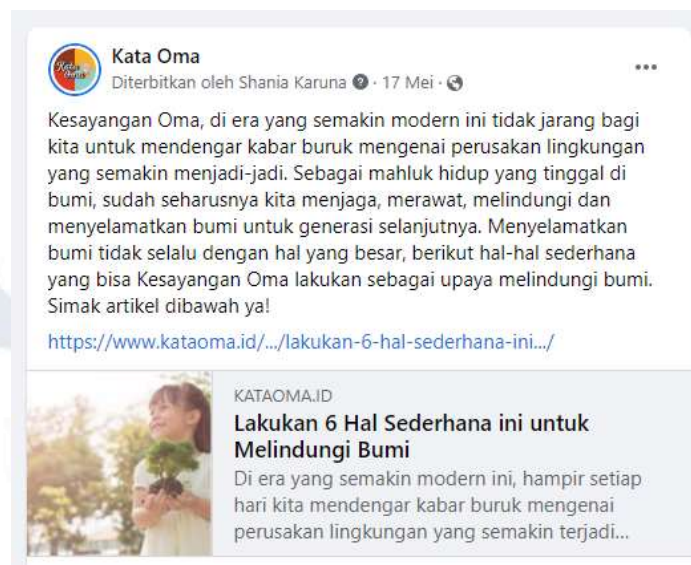 Kata Oma
Diterbitkan oleh Shania Karuna · 17 Mei ·
Kesayangan Oma, di era yang semakin modern ini tidak jarang bagi
kita untuk mendengar kabar buruk mengenai perusakan lingkungan
yang semakin menjadi-jadi. Sebagai mahluk hidup yang tinggal di
bumi, sudah seharusnya kita menjaga, merawat, melindungi dan
menyelamatkan bumi untuk generasi selanjutnya. Menyelamatkan
bumi tidak selalu dengan hal yang besar, berikut hal-hal sederhana
yang bisa Kesayangan Oma lakukan sebagai upaya melindungi bumi.
Simak artikel dibawah ya!
https://www.kataoma.id/.../lakukan-6-hal-sederhana-ini.../
KATAOMA.ID
Lakukan 6 Hal Sederhana ini untuk
Melindungi Bumi
Di era yang semakin modern ini, hampir setiap
hari kita mendengar kabar buruk mengenai
perusakan lingkungan yang semakin terjadi...